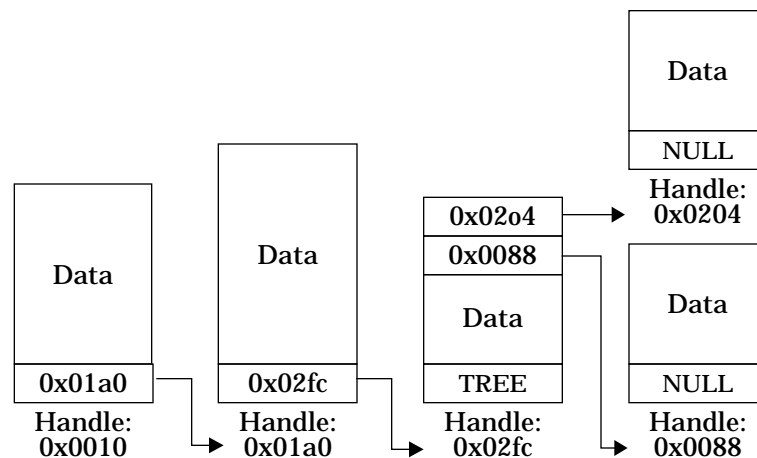 Data
0x01a0
Handle:
0x0010
Data
0x02fc
Handle:
0x01a0
0x02o4
0x0088
Data
TREE
Handle:
0x02fc
Data
NULL
Handle:
0x0204
Data
NULL
Handle:
0x0088